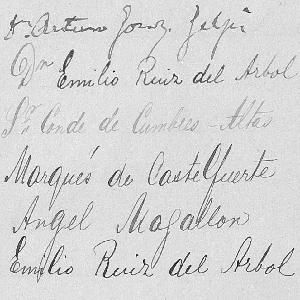 Dn Arturo Gonz.
Dn Emilio Ruiz del Arbol
Sr. Conde de Cumbres-Altas
Marqués de Castelfuerte
Angel Magallon
Emilio Ruiz del Arbol